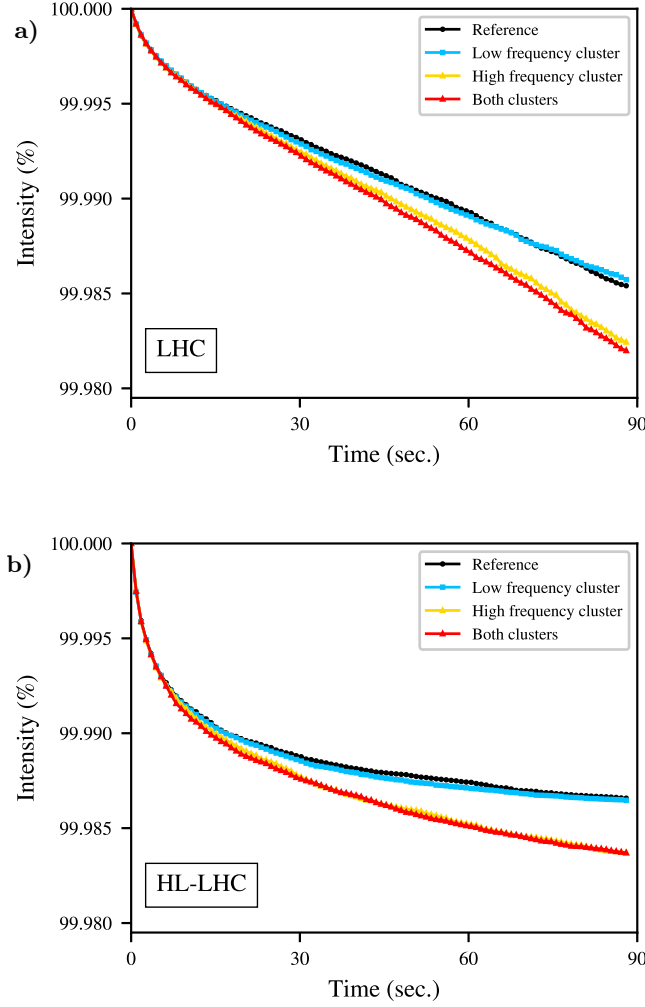 a)
100.000
99.995
99.990
99.985
99.980
Intensity (%)
Reference
Low frequency cluster
High frequency cluster
Both clusters
LHC
0
30
60
90
Time (sec.)
b)
100.000
99.995
99.990
99.985
99.980
Intensity (%)
Reference
Low frequency cluster
High frequency cluster
Both clusters
HL-LHC
0
30
60
90
Time (sec.)